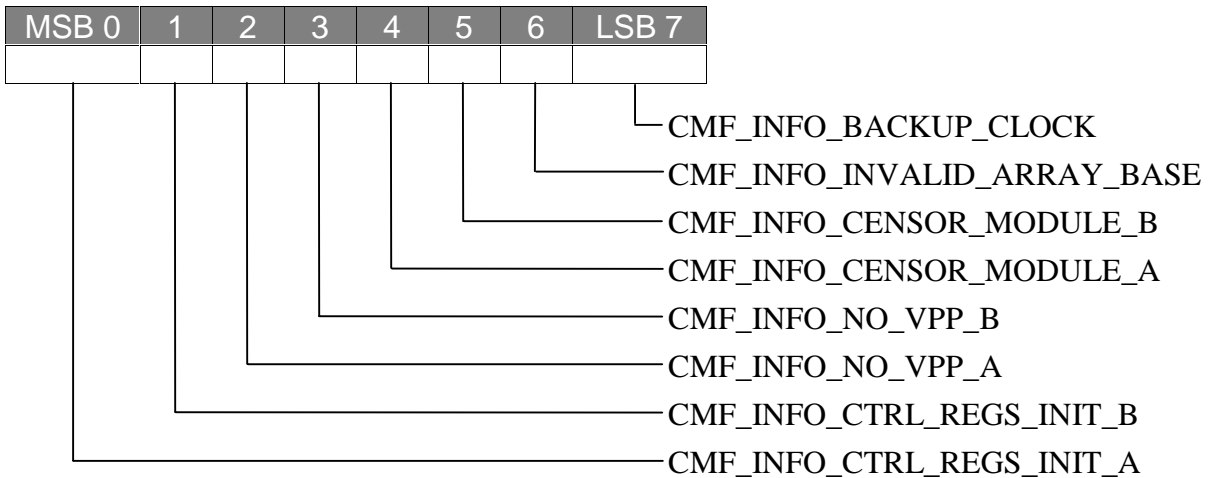 MSB 0 1 2 3 4 5 6 LSB 7
CMF_INFO_BACKUP_CLOCK
CMF_INFO_INVALID_ARRAY_BASE
CMF_INFO_CENSOR_MODULE_B
CMF_INFO_CENSOR_MODULE_A
CMF_INFO_NO_VPP_B
CMF_INFO_NO_VPP_A
CMF_INFO_CTRL_REGS_INIT_B
CMF_INFO_CTRL_REGS_INIT_A